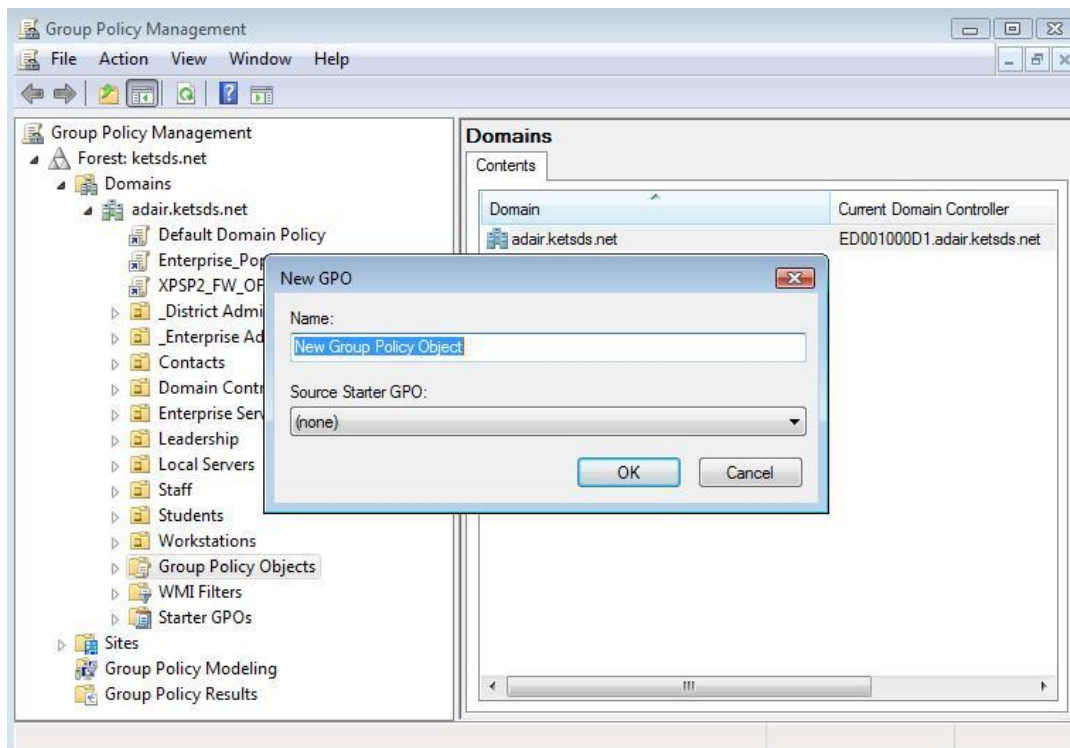 Group Policy Management
File Action View Window Help
Group Policy Management
Forest: ketsds.net
Domains
adair.ketsds.net
Default Domain Policy
Enterprise_Pop
XPSP2_FW_OF
_District Admi
_Enterprise Ad
Contacts
Domain Contr
Enterprise Serv
Leadership
Local Servers
Staff
Students
Workstations
Group Policy Objects
WMI Filters
Starter GPOs
Sites
Group Policy Modeling
Group Policy Results
Domains
Contents
Domain Current Domain Controller
adair.ketsds.net ED001000D1.adair.ketsds.net
New GPO
Name:
New Group Policy Object
Source Starter GPO:
(none)
OK Cancel